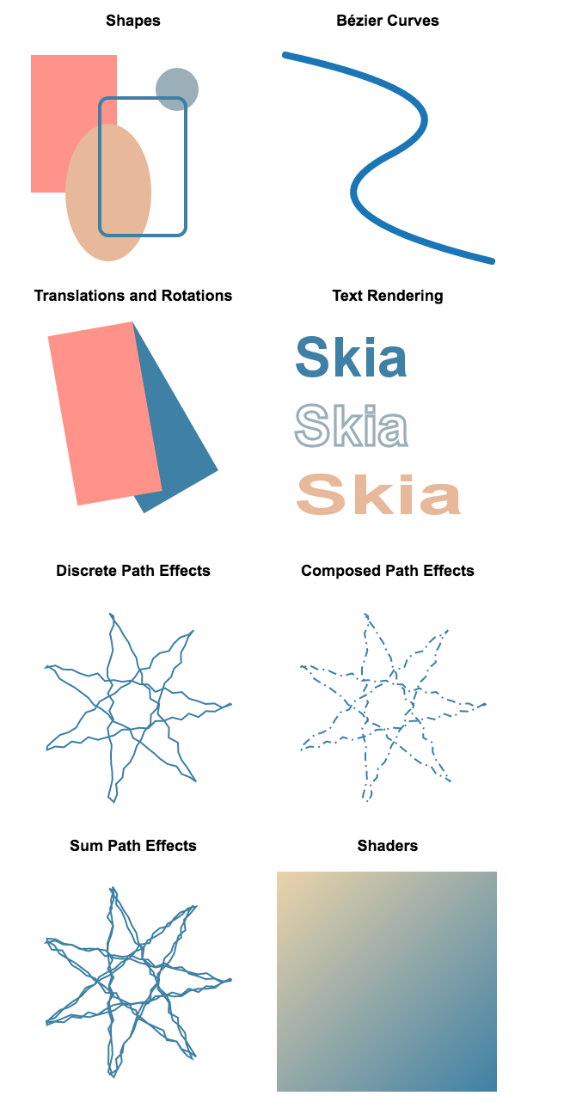 Shapes
Bézier Curves
Translations and Rotations
Text Rendering
Skia
Skia
Skia
Discrete Path Effects
Composed Path Effects
Sum Path Effects
Shaders